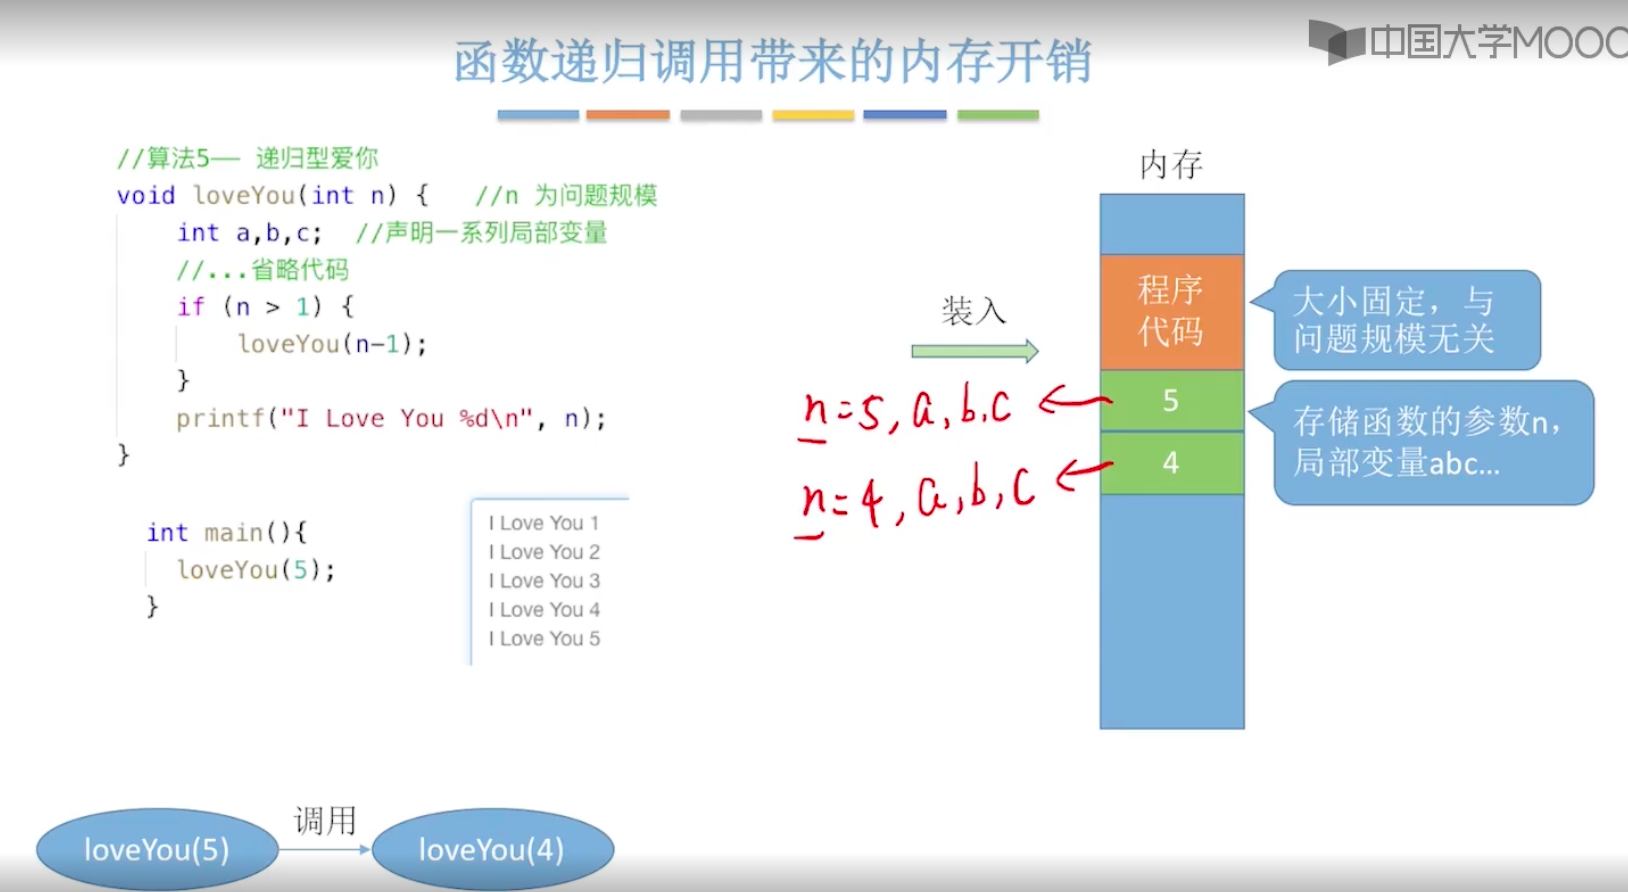 中国大学MOOC
函数递归调用带来的内存开销
//算法5—— 递归型爱你
void loveYou(int n) {   //n 为问题规模
    int a,b,c;  //声明一系列局部变量
    //...省略代码
    if (n > 1) {
        loveYou(n-1);
    }
    printf("I Love You %d\n", n);
}
int main(){
  loveYou(5);
}
I Love You 1
I Love You 2
I Love You 3
I Love You 4
I Love You 5
装入
内存
程序
代码
5
4
n=5,a,b,c
n=4,a,b,c
大小固定，与
问题规模无关
存储函数的参数n，
局部变量abc...
loveYou(5)
调用
loveYou(4)